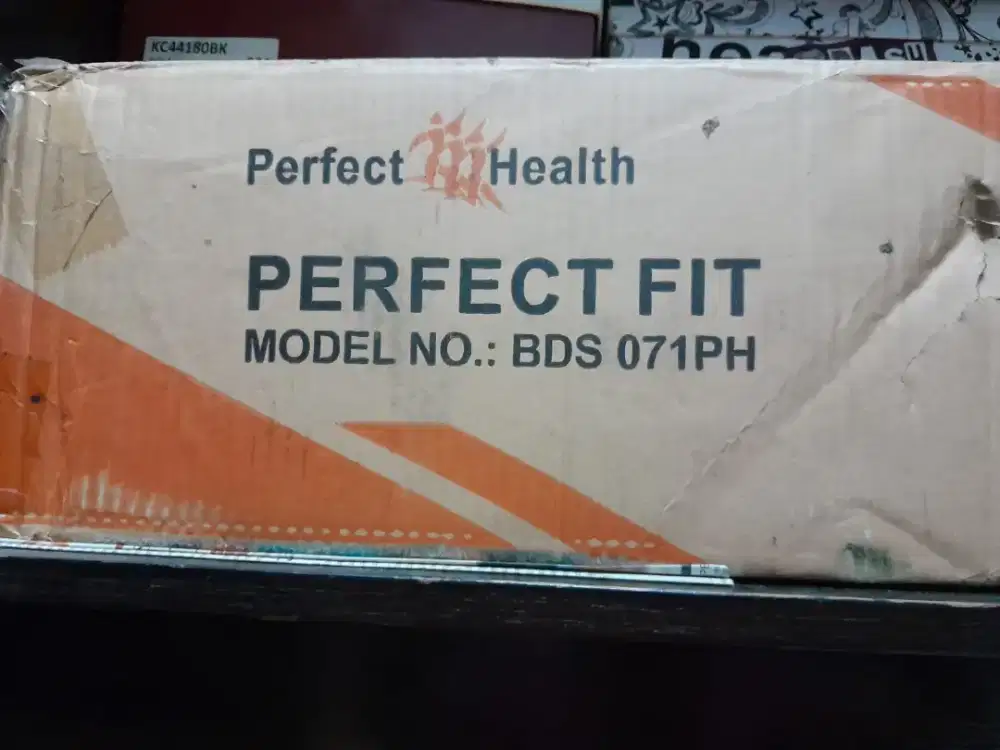 KC44180BK
Perfect Health
PERFECT FIT
MODEL NO.: BDS 071PH